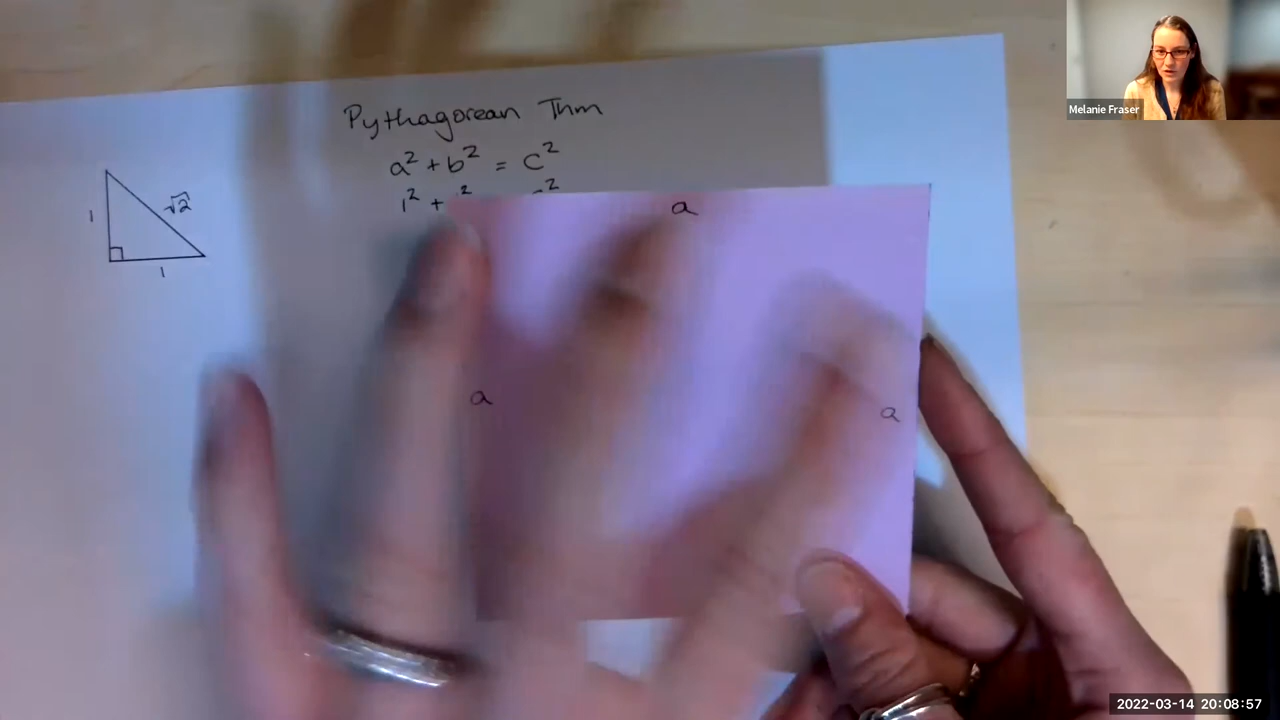 Pythagorean Thm
a² + b² = c²
1² +
1
√2
1
a
a
a
Melanie Fraser
2022-03-14 20:08:57